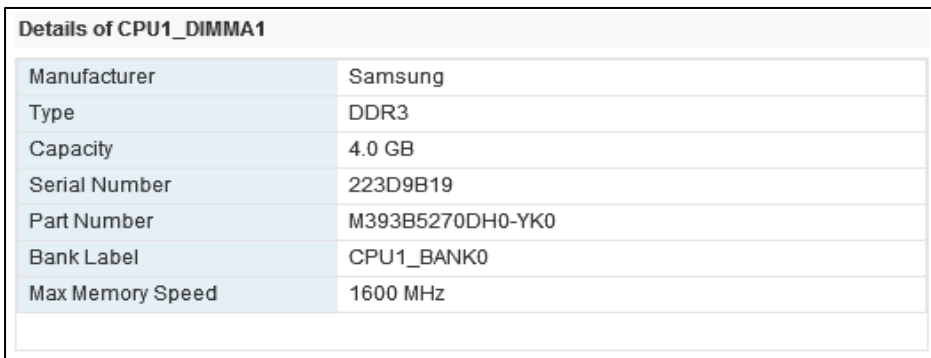 Details of CPU1_DIMMA1
Manufacturer Samsung
Type DDR3
Capacity 4.0 GB
Serial Number 223D9B19
Part Number M393B5270DH0-YK0
Bank Label CPU1_BANK0
Max Memory Speed 1600 MHz